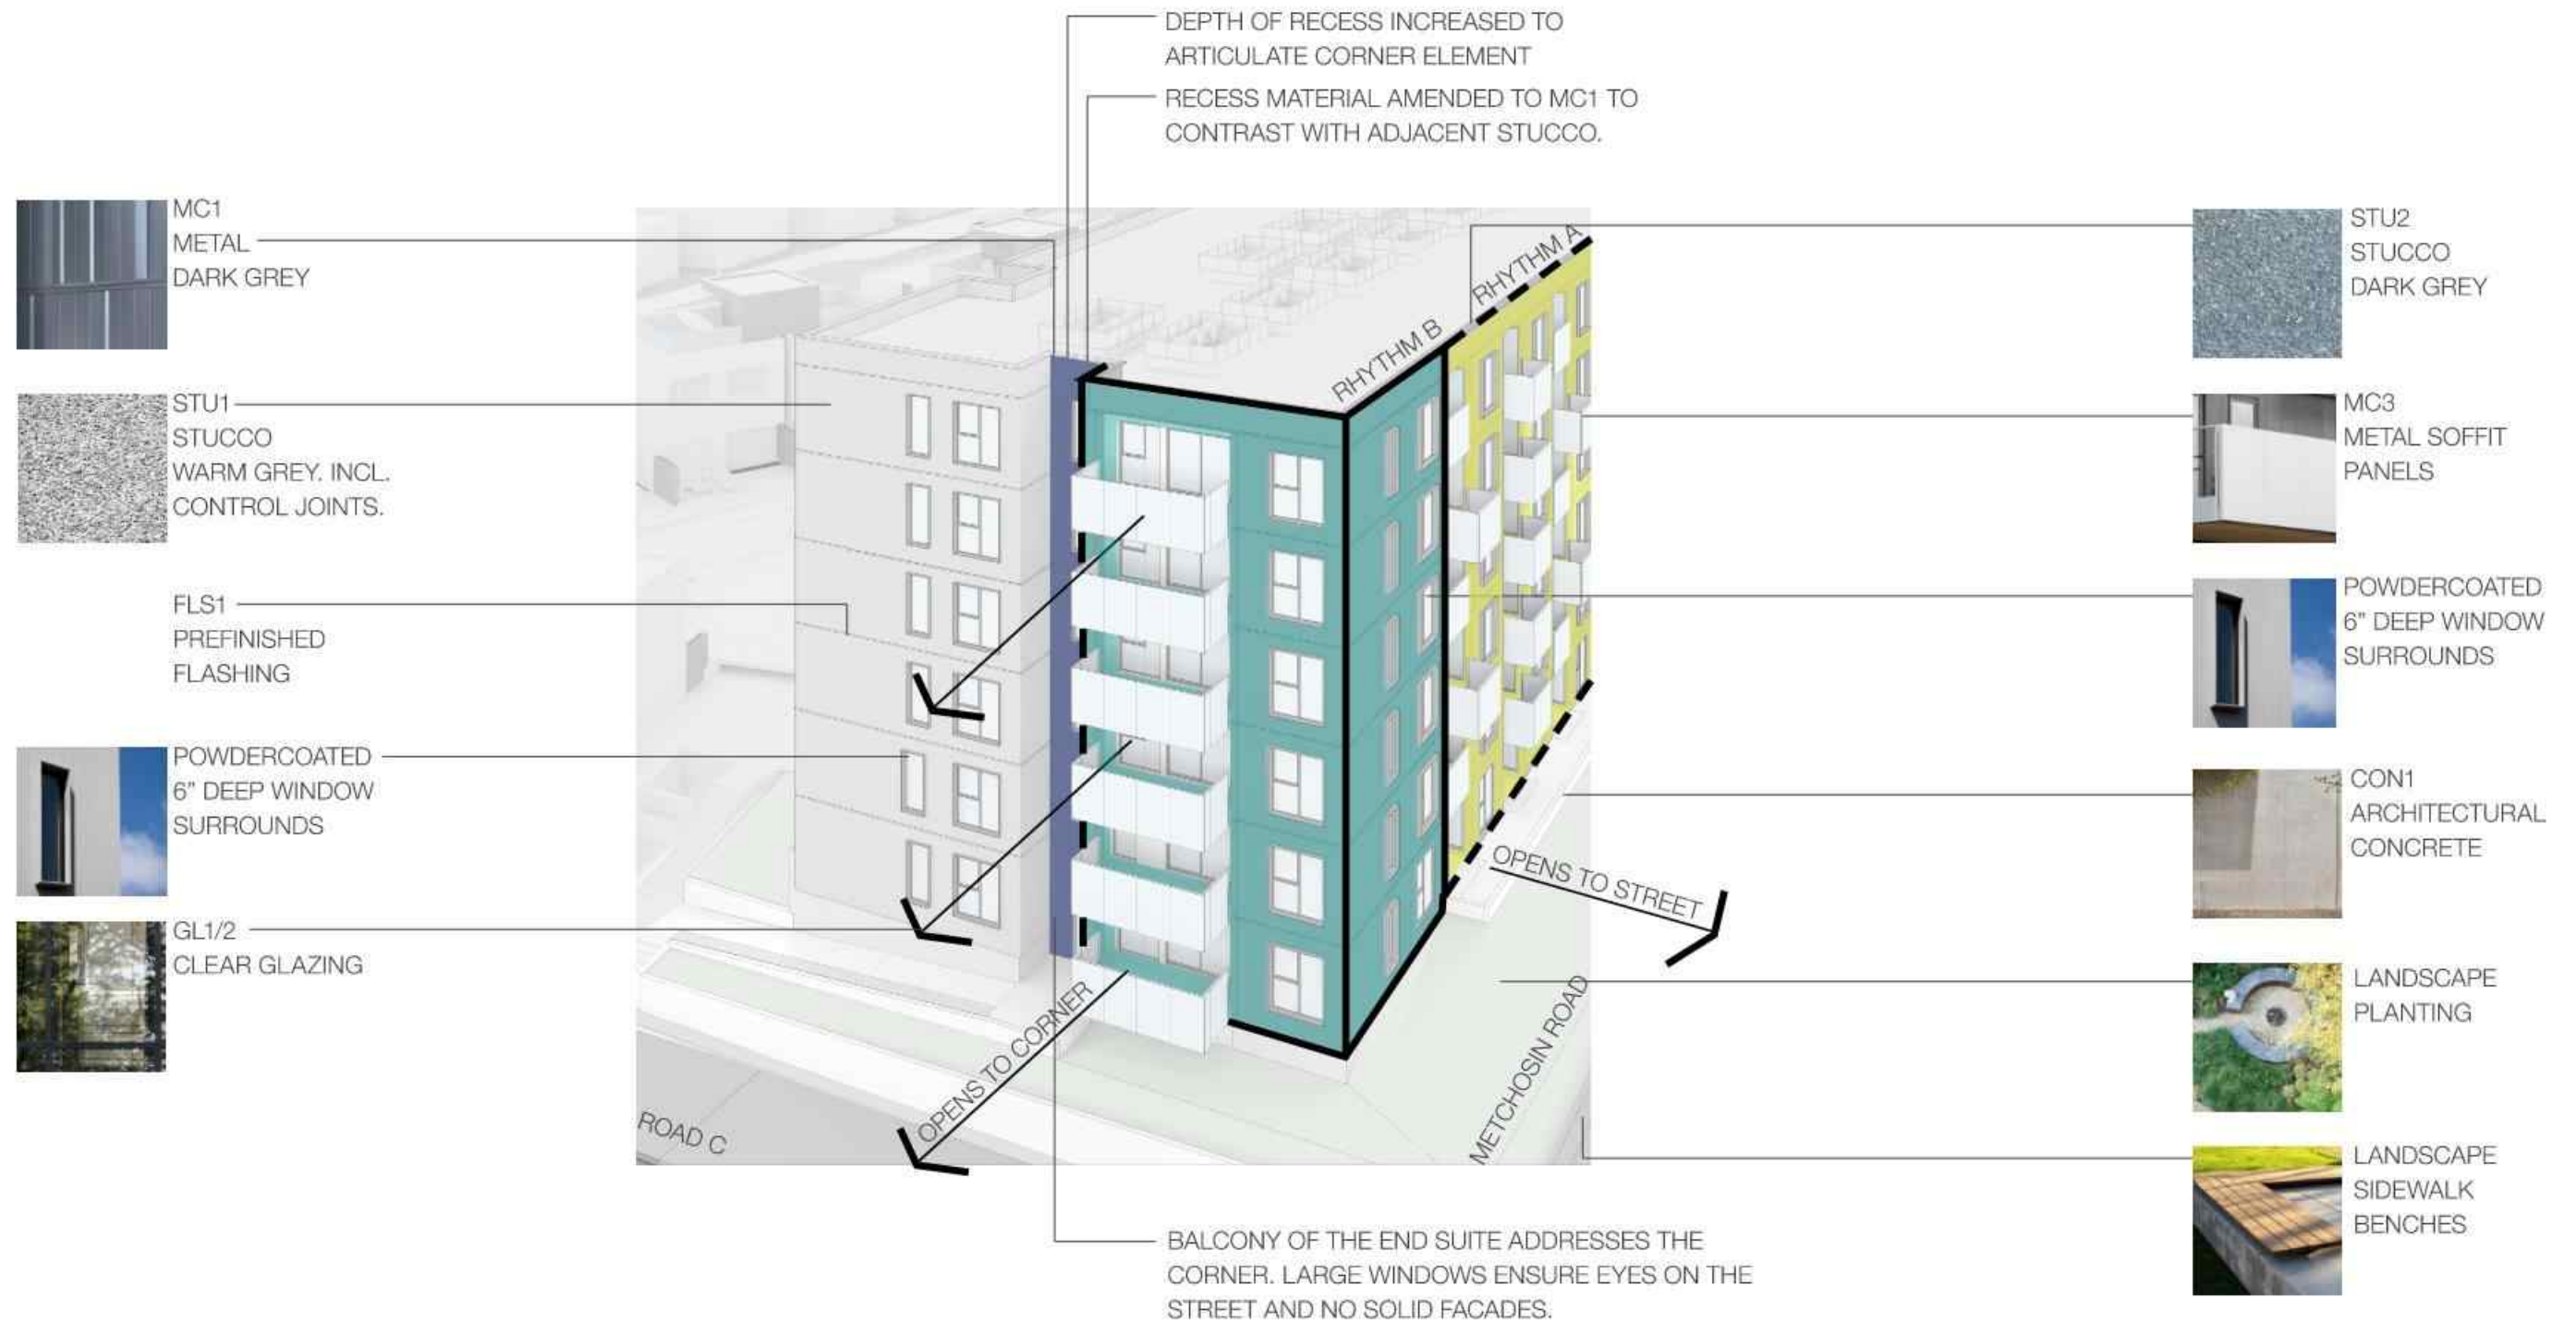 DEPTH OF RECESS INCREASED TO
ARTICULATE CORNER ELEMENT
RECESS MATERIAL AMENDED TO MC1 TO
CONTRAST WITH ADJACENT STUCCO.
MC1
METAL
DARK GREY
STU1
STUCCO
WARM GREY. INCL.
CONTROL JOINTS.
FLS1
PREFINISHED
FLASHING
POWDERCOATED
6" DEEP WINDOW
SURROUNDS
GL1/2
CLEAR GLAZING
RHYTHM A
RHYTHM B
OPENS TO STREET
OPENS TO CORNER
METCHOSIN ROAD
ROAD C
STU2
STUCCO
DARK GREY
MC3
METAL SOFFIT
PANELS
POWDERCOATED
6" DEEP WINDOW
SURROUNDS
CON1
ARCHITECTURAL
CONCRETE
LANDSCAPE
PLANTING
LANDSCAPE
SIDEWALK
BENCHES
BALCONY OF THE END SUITE ADDRESSES THE
CORNER. LARGE WINDOWS ENSURE EYES ON THE
STREET AND NO SOLID FACADES.